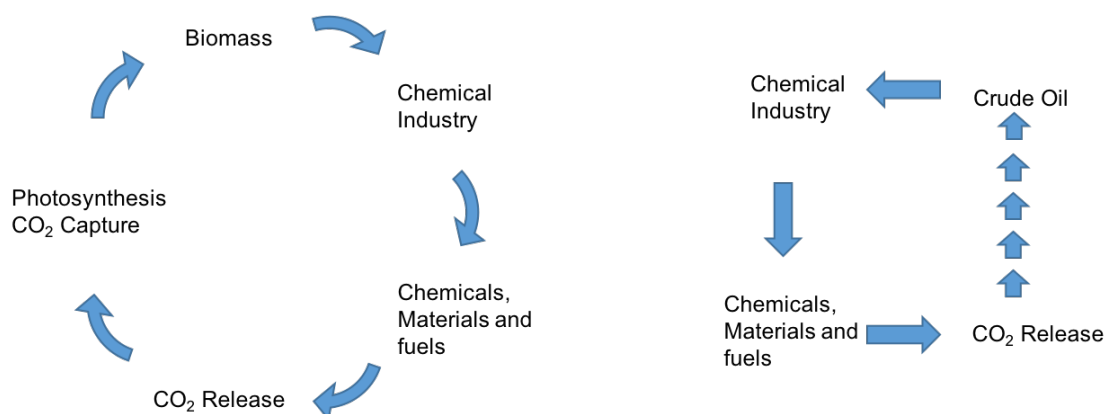 Biomass
Chemical
Industry
Chemicals,
Materials and
fuels
CO₂ Release
Photosynthesis
CO₂ Capture
Crude Oil
Chemical
Industry
Chemicals,
Materials and
fuels
CO₂ Release